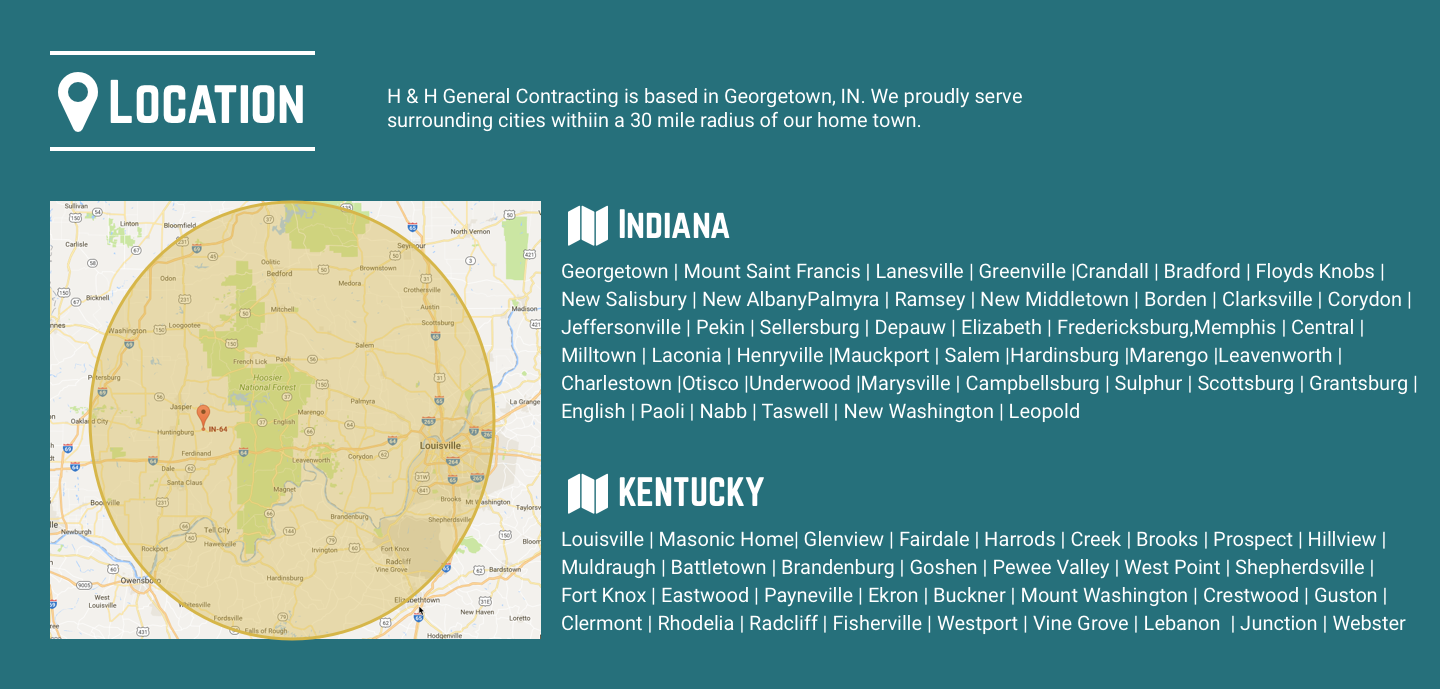 LOCATION
H & H General Contracting is based in Georgetown, IN. We proudly serve
surrounding cities withiin a 30 mile radius of our home town.
INDIANA
Georgetown | Mount Saint Francis | Lanesville | Greenville |Crandall | Bradford | Floyds Knobs |
New Salisbury | New AlbanyPalmyra | Ramsey | New Middletown | Borden | Clarksville | Corydon |
Jeffersonville | Pekin | Sellersburg | Depauw | Elizabeth | Fredericksburg,Memphis | Central |
Milltown | Laconia | Henryville |Mauckport | Salem |Hardinsburg |Marengo |Leavenworth |
Charlestown |Otisco |Underwood |Marysville | Campbellsburg | Sulphur | Scottsburg | Grantsburg |
English | Paoli | Nabb | Taswell | New Washington | Leopold
KENTUCKY
Louisville | Masonic Home| Glenview | Fairdale | Harrods | Creek | Brooks | Prospect | Hillview |
Muldraugh | Battletown | Brandenburg | Goshen | Pewee Valley | West Point | Shepherdsville |
Fort Knox | Eastwood | Payneville | Ekron | Buckner | Mount Washington | Crestwood | Guston |
Clermont | Rhodelia | Radcliff | Fisherville | Westport | Vine Grove | Lebanon | Junction | Webster
Sullivan
Linton
Bloomfield
Carlisle
Seymour
North Vernon
Oolitic
Bedford
Brownstown
Odon
Medora
Crothersville
Bicknell
Mitchell
Austin
Madison
Washington
Loogootee
Scottsburg
Salem
French Lick
Paoli
Petersburg
Hoosier
National Forest
Jasper
Marengo
Palmyra
La Grange
Oakland City
IN-64
English
Huntingburg
Louisville
Ferdinand
Leavenworth
Corydon
Dale
Santa Claus
Magnet
Boonville
Brooks
Mt Washington
Taylorsv
Brandenburg
Shepherdsville
Newburgh
Tell City
Hawesville
Rockport
Irvington
Fort Knox
Bloom
Radcliff
Vine Grove
Bardstown
Owensboro
Hardinsburg
West
Louisville
Whitesville
Elizabethtown
New Haven
Fordsville
Loretto
Falls of Rough
Hodgenville